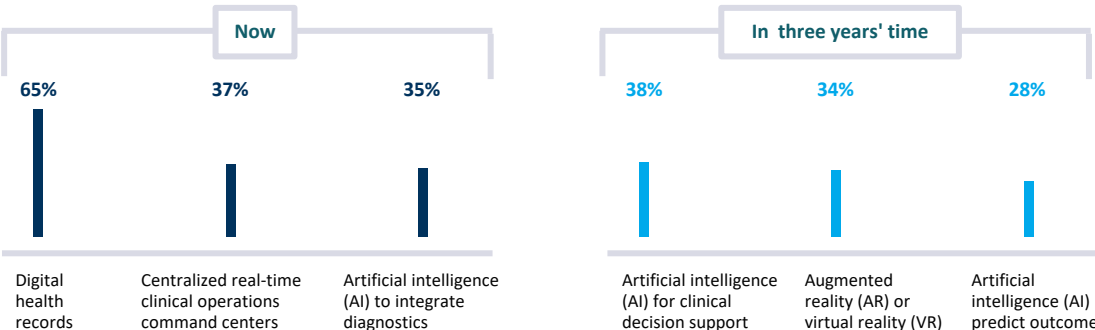 Now
65%
37%
35%
Digital
health
records
Centralized real-time
clinical operations
command centers
Artificial intelligence
(AI) to integrate
diagnostics
In three years' time
38%
34%
28%
Artificial intelligence
(AI) for clinical
decision support
Augmented
reality (AR) or
virtual reality (VR)
Artificial
intelligence (AI)
predict outcome